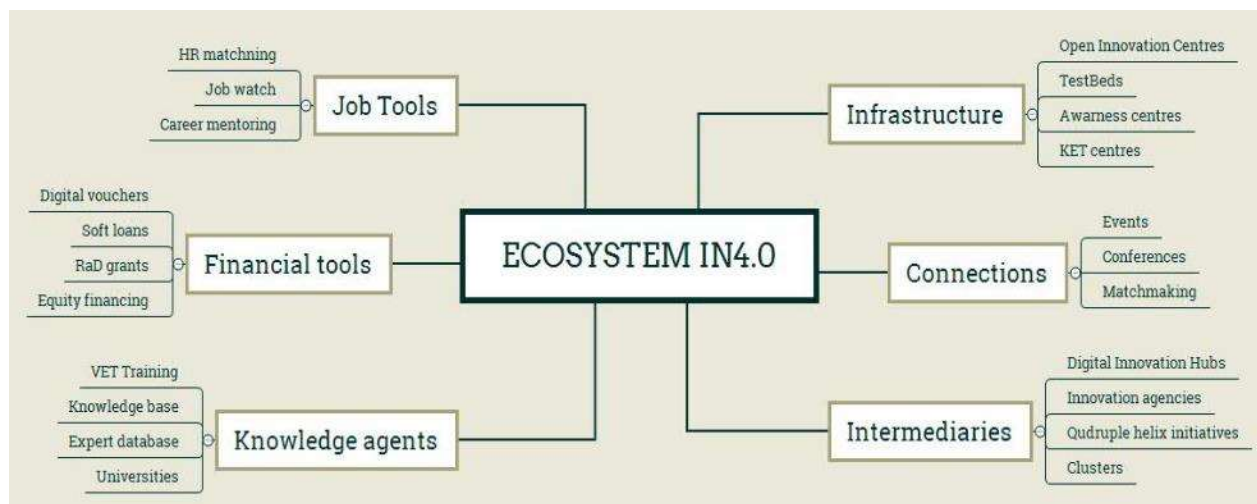 HR matchning
Job watch
Career mentoring
Job Tools
Digital vouchers
Soft loans
RaD grants
Equity financing
Financial tools
VET Training
Knowledge base
Expert database
Universities
Knowledge agents
ECOSYSTEM IN4.0
Infrastructure
Open Innovation Centres
TestBeds
Awarness centres
KET centres
Connections
Events
Conferences
Matchmaking
Intermediaries
Digital Innovation Hubs
Innovation agencies
Qudruple helix initiatives
Clusters